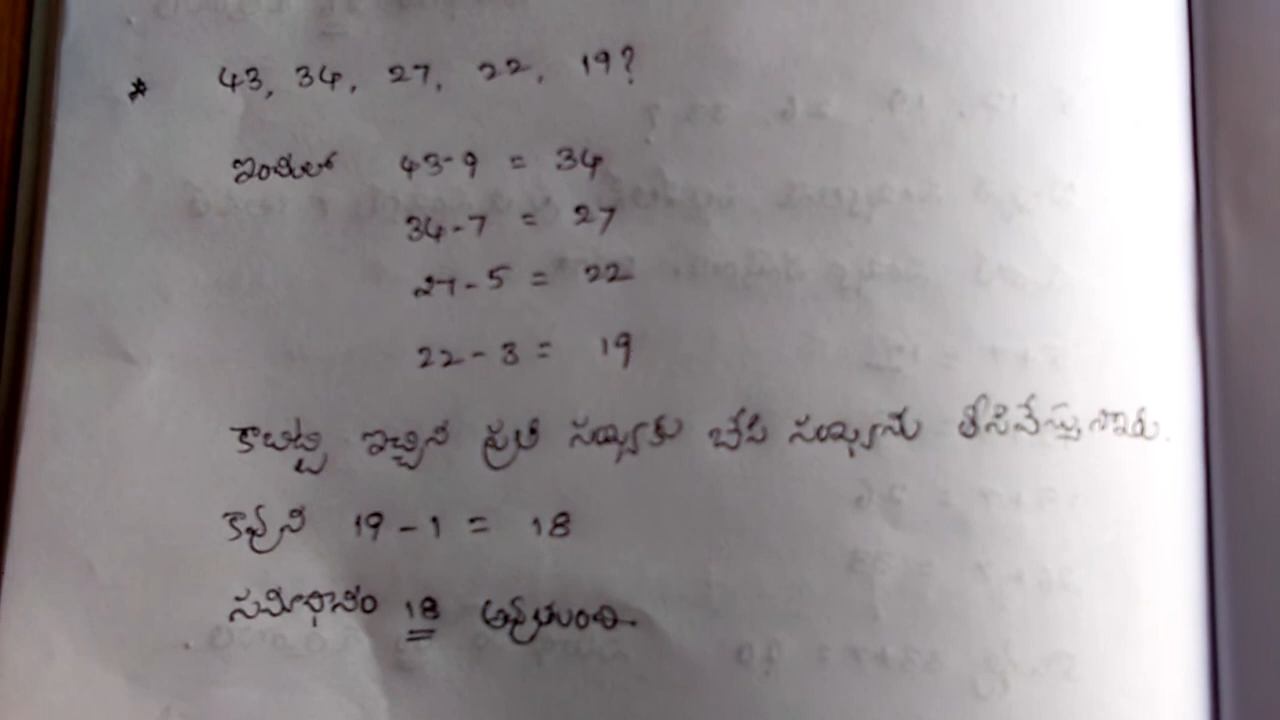 * 43, 34, 27, 22, 19?
ఇందులో 43-9 = 34
34-7 = 27
27-5 = 22
22-3 = 19
కాబట్టి ఇచ్చిన ప్రతి సంఖ్యకు బేసి సంఖ్యను తీసివేస్తున్నారు.
కావున 19-1 = 18
సమాధానం 18 అవుతుంది.